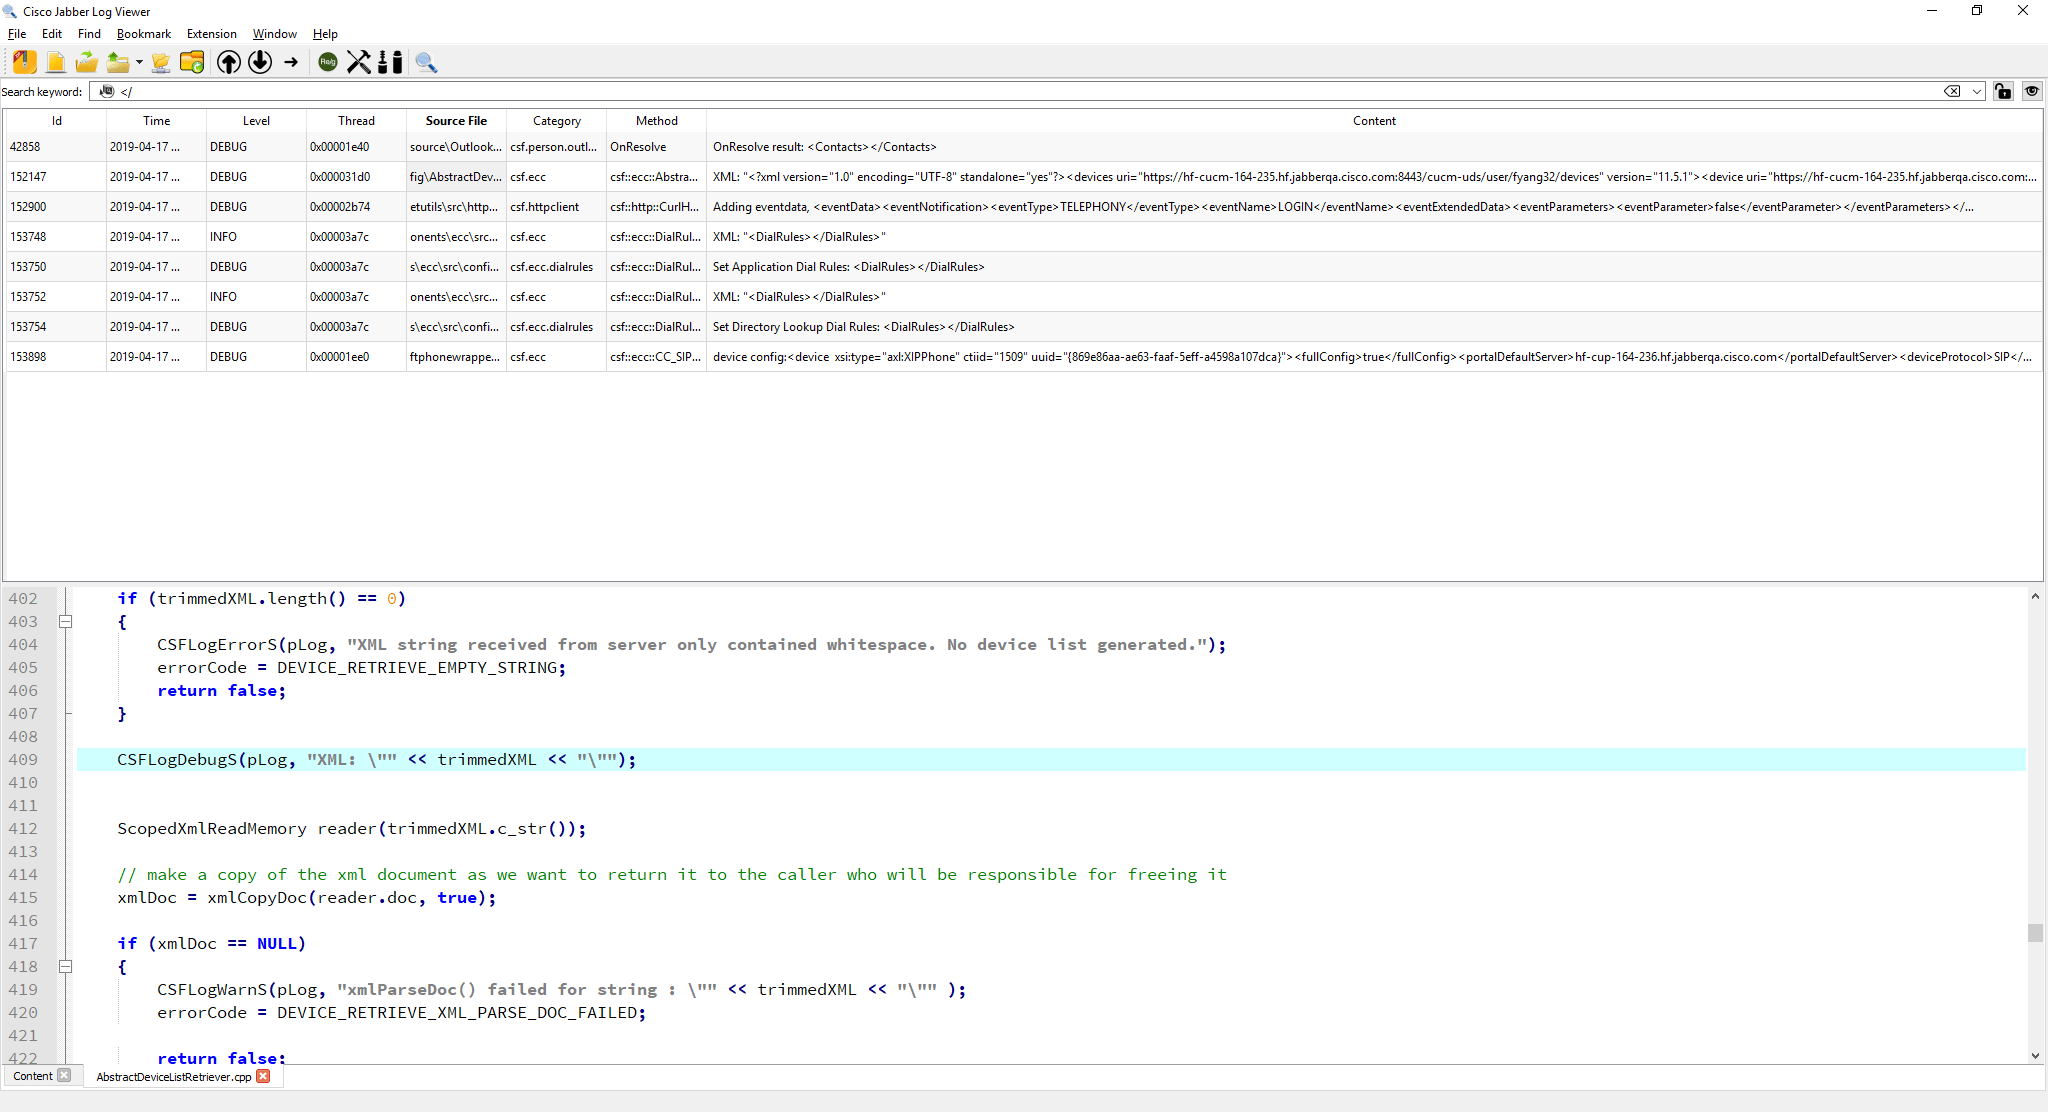 Cisco Jabber Log Viewer
File Edit Find Bookmark Extension Window Help
Search keyword: </
Id Time Level Thread Source File Category Method Content
42858 2019-04-17 ... DEBUG 0x00001e40 source\Outlook... csf.person.outl... OnResolve OnResolve result: <Contacts></Contacts>
152147 2019-04-17 ... DEBUG 0x000031d0 fig\AbstractDev... csf.ecc csf::ecc::Abstra... XML: "<?xml version="1.0" encoding="UTF-8" standalone="yes"?><devices uri="https://hf-cucm-164-235.hf.jabberqa.cisco.com:8443/cucm-uds/user/fyang32/devices" version="11.5.1"><device uri="https://hf-cucm-164-235.hf.jabberqa.cisco.com:...
152900 2019-04-17 ... DEBUG 0x00002b74 etutils\src\http... csf.httpclient csf::http::CurlH... Adding eventdata, <eventData><eventNotification><eventType>TELEPHONY</eventType><eventName>LOGIN</eventName><eventExtendedData><eventParameters><eventParameter>false</eventParameter></eventParameters></...
153748 2019-04-17 ... INFO 0x00003a7c onents\ecc\src... csf.ecc csf::ecc::DialRul... XML: "<DialRules></DialRules>"
153750 2019-04-17 ... DEBUG 0x00003a7c s\ecc\src\confi... csf.ecc.dialrules csf::ecc::DialRul... Set Application Dial Rules: <DialRules></DialRules>
153752 2019-04-17 ... INFO 0x00003a7c onents\ecc\src... csf.ecc csf::ecc::DialRul... XML: "<DialRules></DialRules>"
153754 2019-04-17 ... DEBUG 0x00003a7c s\ecc\src\confi... csf.ecc.dialrules csf::ecc::DialRul... Set Directory Lookup Dial Rules: <DialRules></DialRules>
153898 2019-04-17 ... DEBUG 0x00001ee0 ftphonewrappe... csf.ecc csf::ecc::CC_SIP... device config:<device xsi:type="axl:XIPPhone" ctiid="1509" uuid="{869e86aa-ae63-faaf-5eff-a4598a107dca}"><fullConfig>true</fullConfig><portalDefaultServer>hf-cup-164-236.hf.jabberqa.cisco.com</portalDefaultServer><deviceProtocol>SIP</...
402 if (trimmedXML.length() == 0)
403 {
404 CSFLogErrorS(pLog, "XML string received from server only contained whitespace. No device list generated.");
405 errorCode = DEVICE_RETRIEVE_EMPTY_STRING;
406 return false;
407 }
408
409 CSFLogDebugS(pLog, "XML: \"" << trimmedXML << "\"");
410
411
412 ScopedXmlReadMemory reader(trimmedXML.c_str());
413
414 // make a copy of the xml document as we want to return it to the caller who will be responsible for freeing it
415 xmlDoc = xmlCopyDoc(reader.doc, true);
416
417 if (xmlDoc == NULL)
418 {
419 CSFLogWarnS(pLog, "xmlParseDoc() failed for string : \"" << trimmedXML << "\"" );
420 errorCode = DEVICE_RETRIEVE_XML_PARSE_DOC_FAILED;
421
422 return false;
Content AbstractDeviceListRetriever.cpp